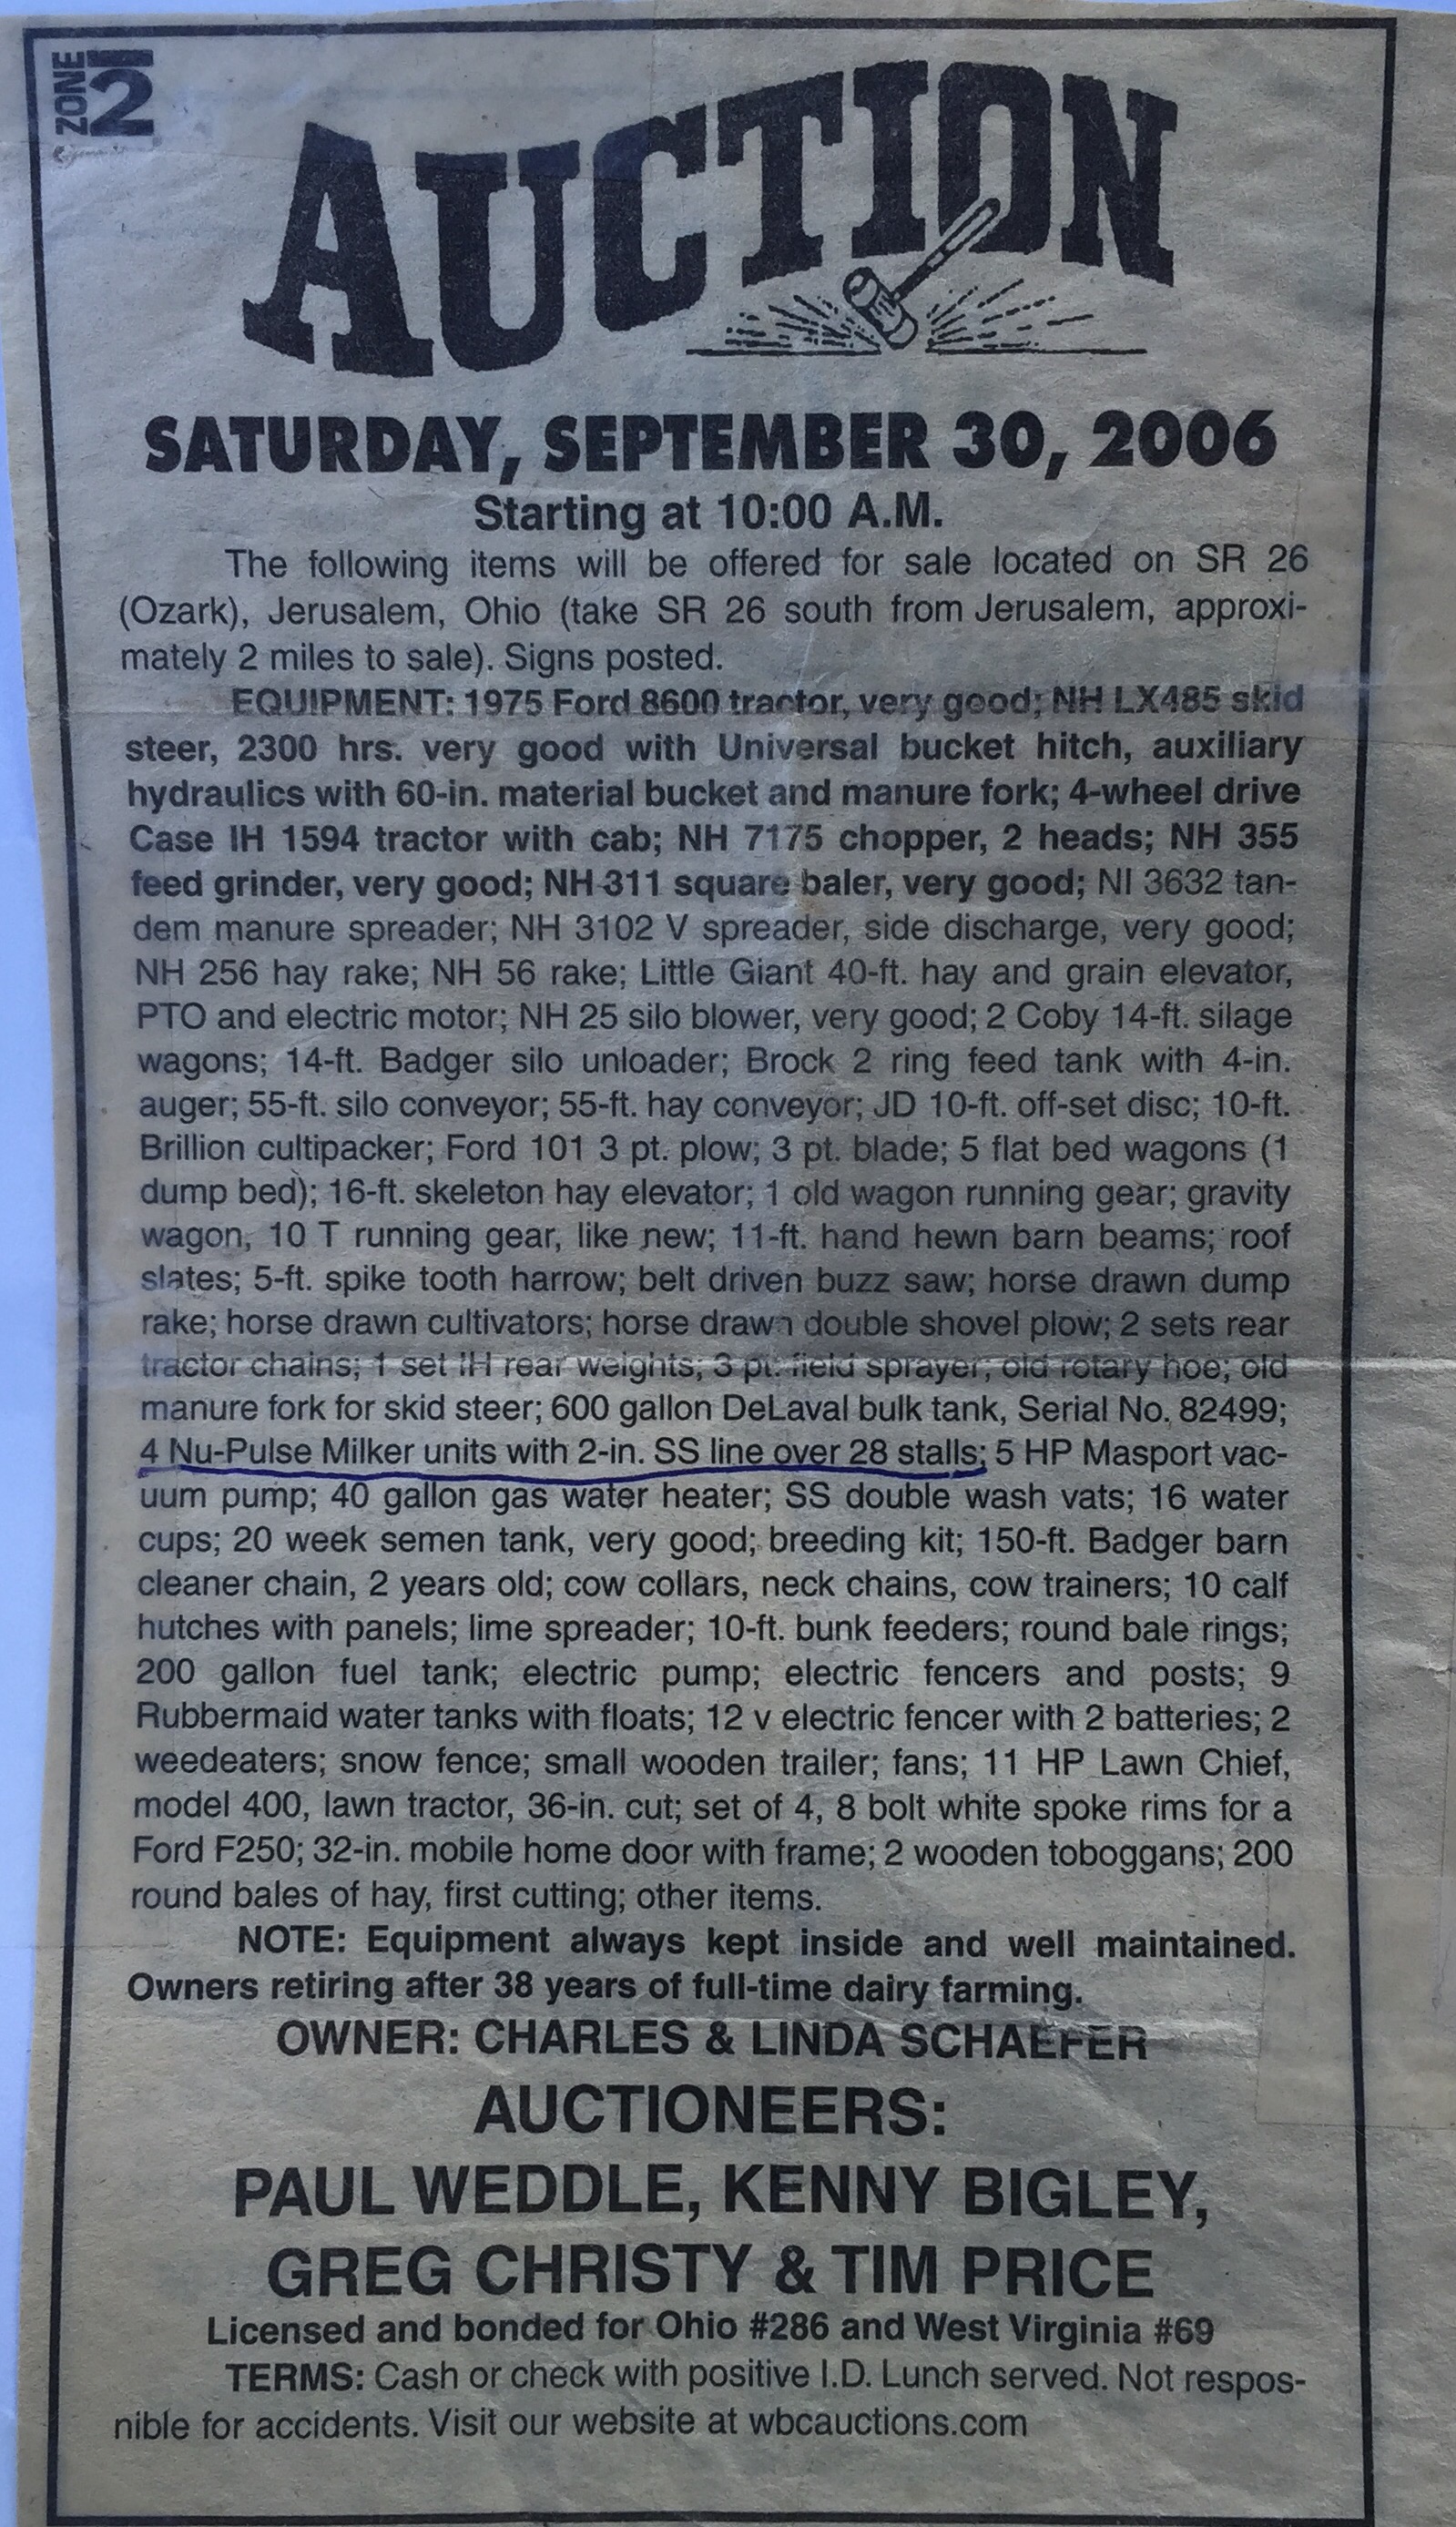 ZONE 2
AUCTION
SATURDAY, SEPTEMBER 30, 2006
Starting at 10:00 A.M.
The following items will be offered for sale located on SR 26
(Ozark), Jerusalem, Ohio (take SR 26 south from Jerusalem, approxi-
mately 2 miles to sale). Signs posted.
EQUIPMENT: 1975 Ford 8600 tractor, very good; NH LX485 skid
steer, 2300 hrs. very good with Universal bucket hitch, auxiliary
hydraulics with 60-in. material bucket and manure fork; 4-wheel drive
Case IH 1594 tractor with cab; NH 7175 chopper, 2 heads; NH 355
feed grinder, very good; NH 311 square baler, very good; NI 3632 tan-
dem manure spreader; NH 3102 V spreader, side discharge, very good;
NH 256 hay rake; NH 56 rake; Little Giant 40-ft. hay and grain elevator,
PTO and electric motor; NH 25 silo blower, very good; 2 Coby 14-ft. silage
wagons; 14-ft. Badger silo unloader; Brock 2 ring feed tank with 4-in.
auger; 55-ft. silo conveyor; 55-ft. hay conveyor; JD 10-ft. off-set disc; 10-ft.
Brillion cultipacker; Ford 101 3 pt. plow; 3 pt. blade; 5 flat bed wagons (1
dump bed); 16-ft. skeleton hay elevator; 1 old wagon running gear; gravity
wagon, 10 T running gear, like new; 11-ft. hand hewn barn beams; roof
slates; 5-ft. spike tooth harrow; belt driven buzz saw; horse drawn dump
rake; horse drawn cultivators; horse drawn double shovel plow; 2 sets rear
tractor chains; 1 set IH rear weights; 3 pt. field sprayer; old rotary hoe; old
manure fork for skid steer; 600 gallon DeLaval bulk tank, Serial No. 82499;
4 Nu-Pulse Milker units with 2-in. SS line over 28 stalls; 5 HP Masport vac-
uum pump; 40 gallon gas water heater; SS double wash vats; 16 water
cups; 20 week semen tank, very good; breeding kit; 150-ft. Badger barn
cleaner chain, 2 years old; cow collars, neck chains, cow trainers; 10 calf
hutches with panels; lime spreader; 10-ft. bunk feeders; round bale rings;
200 gallon fuel tank; electric pump; electric fencers and posts; 9
Rubbermaid water tanks with floats; 12 v electric fencer with 2 batteries; 2
weedeaters; snow fence; small wooden trailer; fans; 11 HP Lawn Chief,
model 400, lawn tractor, 36-in. cut; set of 4, 8 bolt white spoke rims for a
Ford F250; 32-in. mobile home door with frame; 2 wooden toboggans; 200
round bales of hay, first cutting; other items.
NOTE: Equipment always kept inside and well maintained.
Owners retiring after 38 years of full-time dairy farming.
OWNER: CHARLES & LINDA SCHAEFER
AUCTIONEERS:
PAUL WEDDLE, KENNY BIGLEY,
GREG CHRISTY & TIM PRICE
Licensed and bonded for Ohio #286 and West Virginia #69
TERMS: Cash or check with positive I.D. Lunch served. Not respos-
nible for accidents. Visit our website at wbcauctions.com